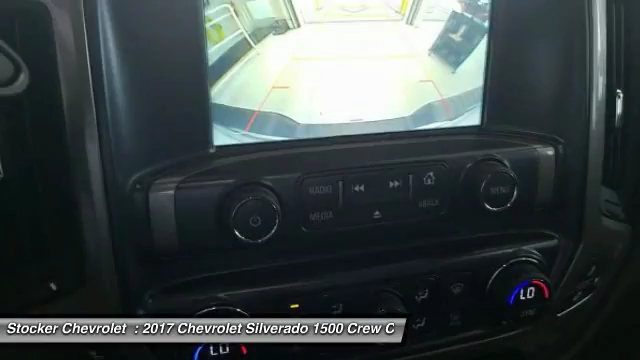 RADIO
MEDIA
BACK
MENU
LO
Stocker Chevrolet : 2017 Chevrolet Silverado 1500 Crew C
LO